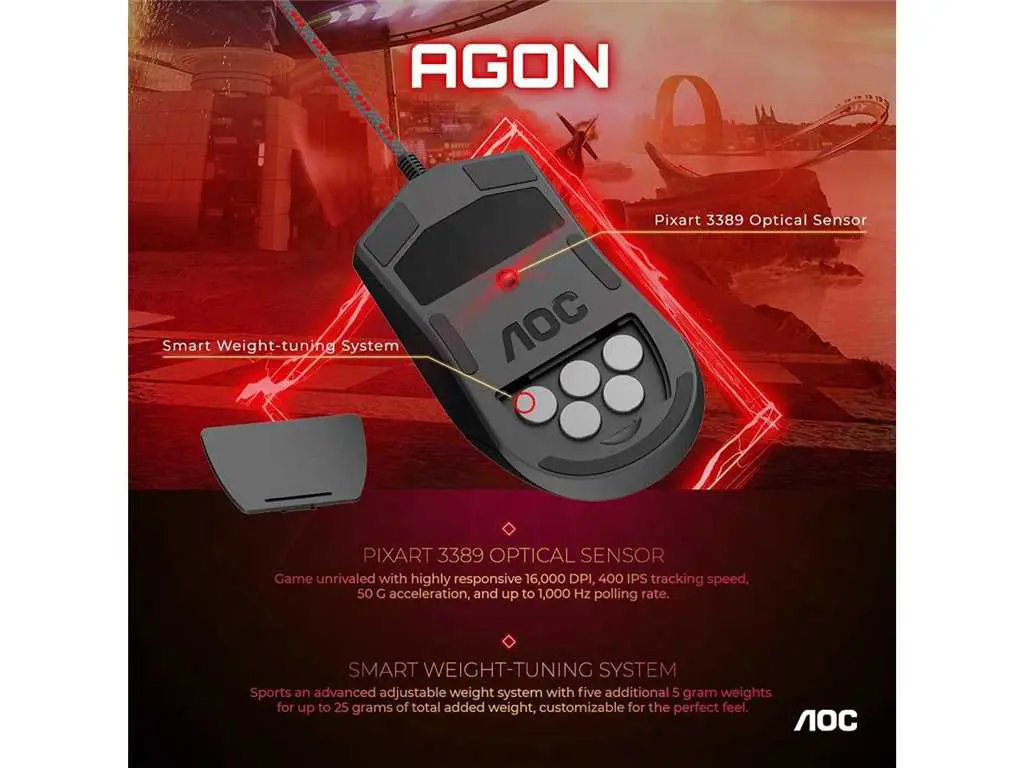 AGON
Pixart 3389 Optical Sensor
Smart Weight-tuning System
AOC
PIXART 3389 OPTICAL SENSOR
Game unrivaled with highly responsive 16,000 DPI, 400 IPS tracking speed,
50 G acceleration, and up to 1,000 Hz polling rate.
SMART WEIGHT-TUNING SYSTEM
Sports an advanced adjustable weight system with five additional 5 gram weights
for up to 25 grams of total added weight, customizable for the perfect feel.
AOC